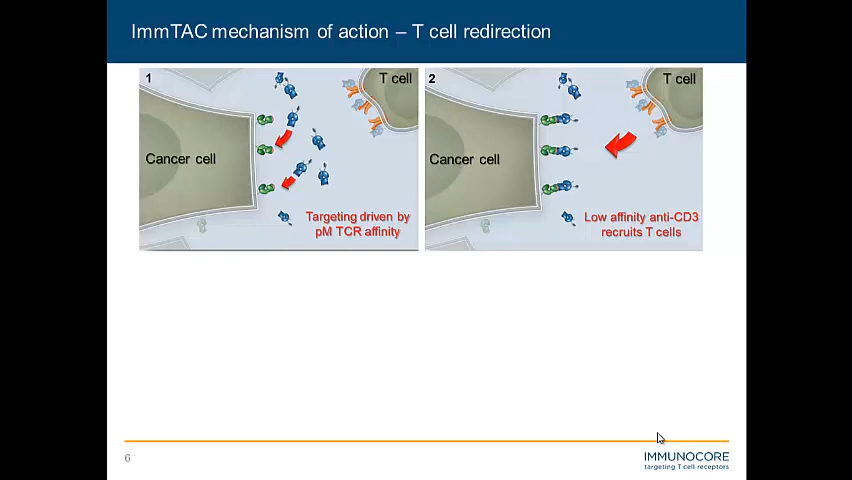 ImmTAC mechanism of action – T cell redirection
1
T cell
Cancer cell
Targeting driven by
pM TCR affinity
2
T cell
Cancer cell
Low affinity anti-CD3
recruits T cells
6
IMMUNOCORE
targeting T cell receptors